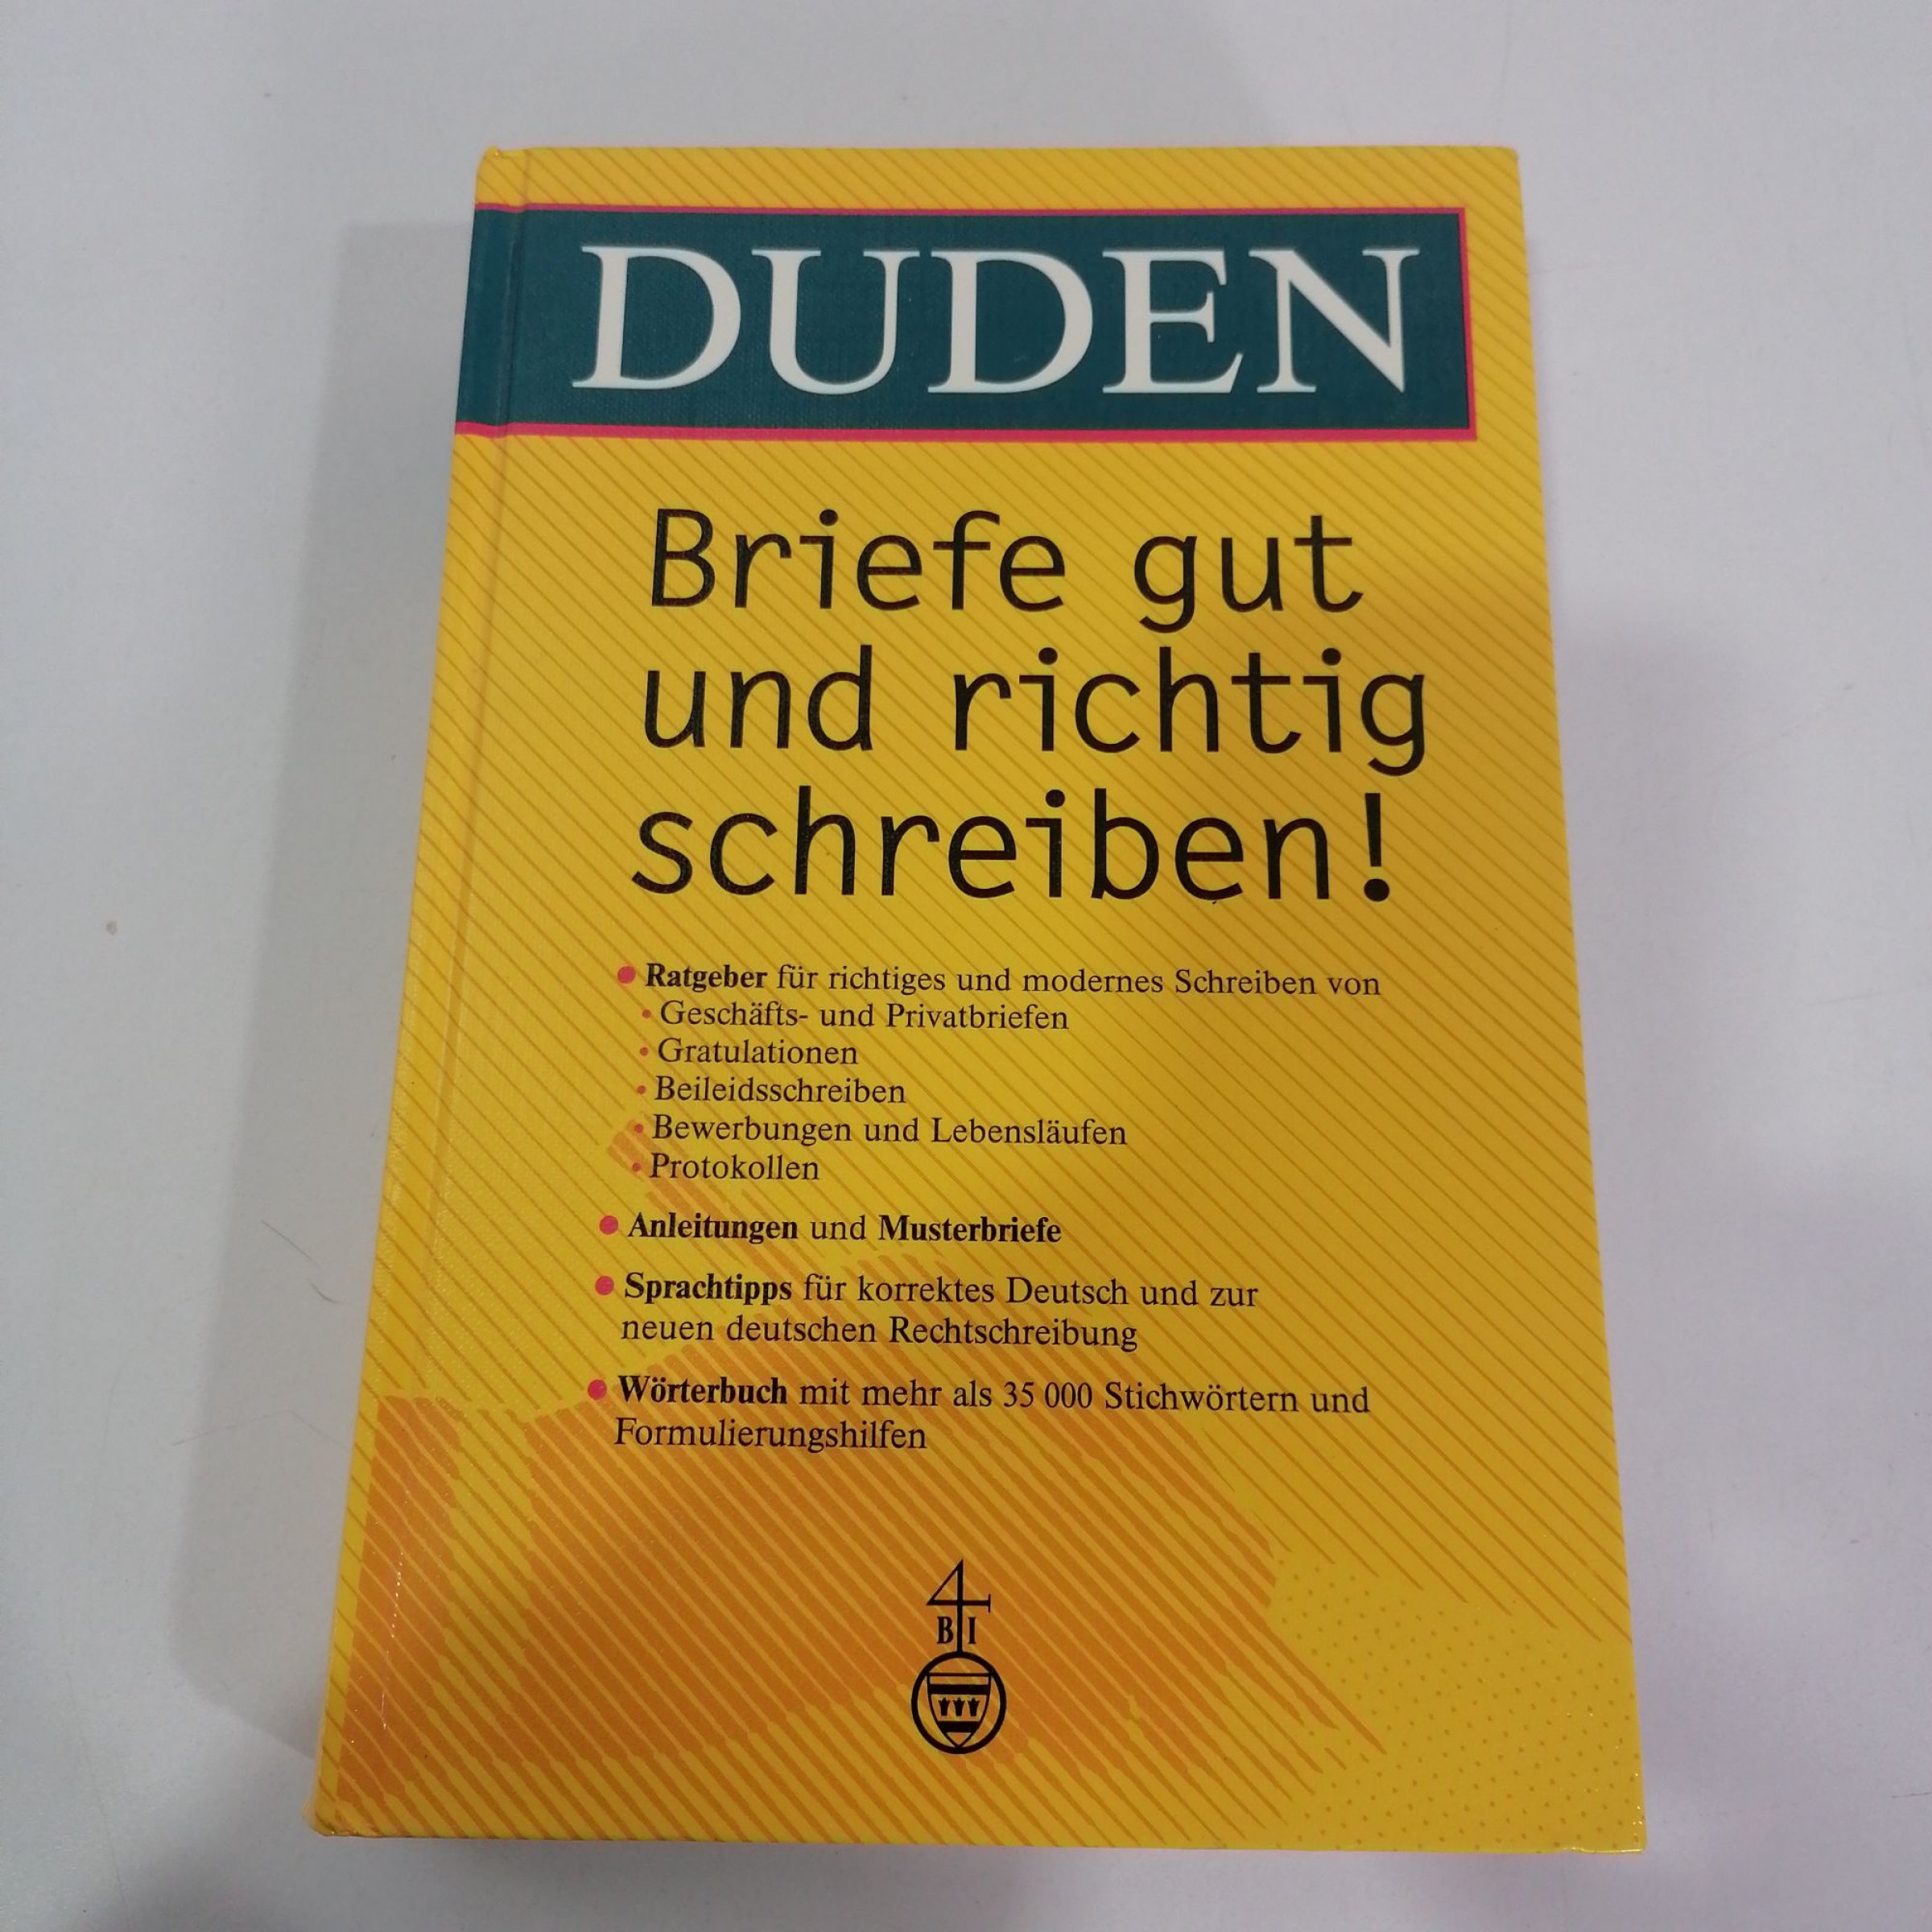 DUDEN
Briefe gut
und richtig
schreiben!
• Ratgeber für richtiges und modernes Schreiben von
• Geschäfts- und Privatbriefen
• Gratulationen
• Beileidsschreiben
• Bewerbungen und Lebensläufen
• Protokollen
• Anleitungen und Musterbriefe
• Sprachtipps für korrektes Deutsch und zur
neuen deutschen Rechtschreibung
• Wörterbuch mit mehr als 35 000 Stichwörtern und
Formulierungshilfen
B I